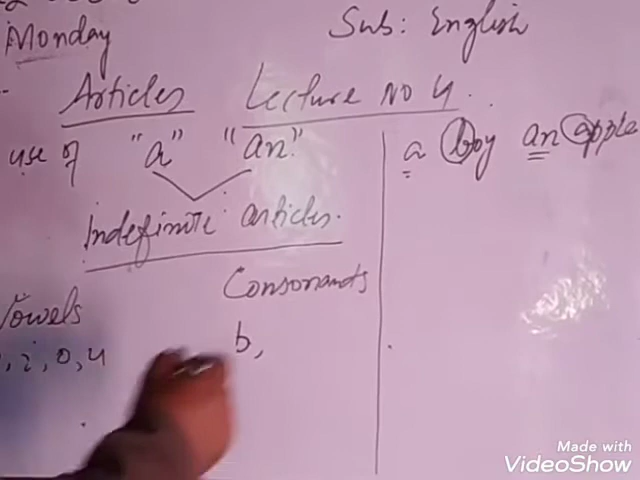 Monday
Sub: English
Articles Lecture No 4.
use of "a" "an"
Indefinite articles.
Vowels
, i, o, u
Consonants
b,
a boy an apple
Made with
VideoShow